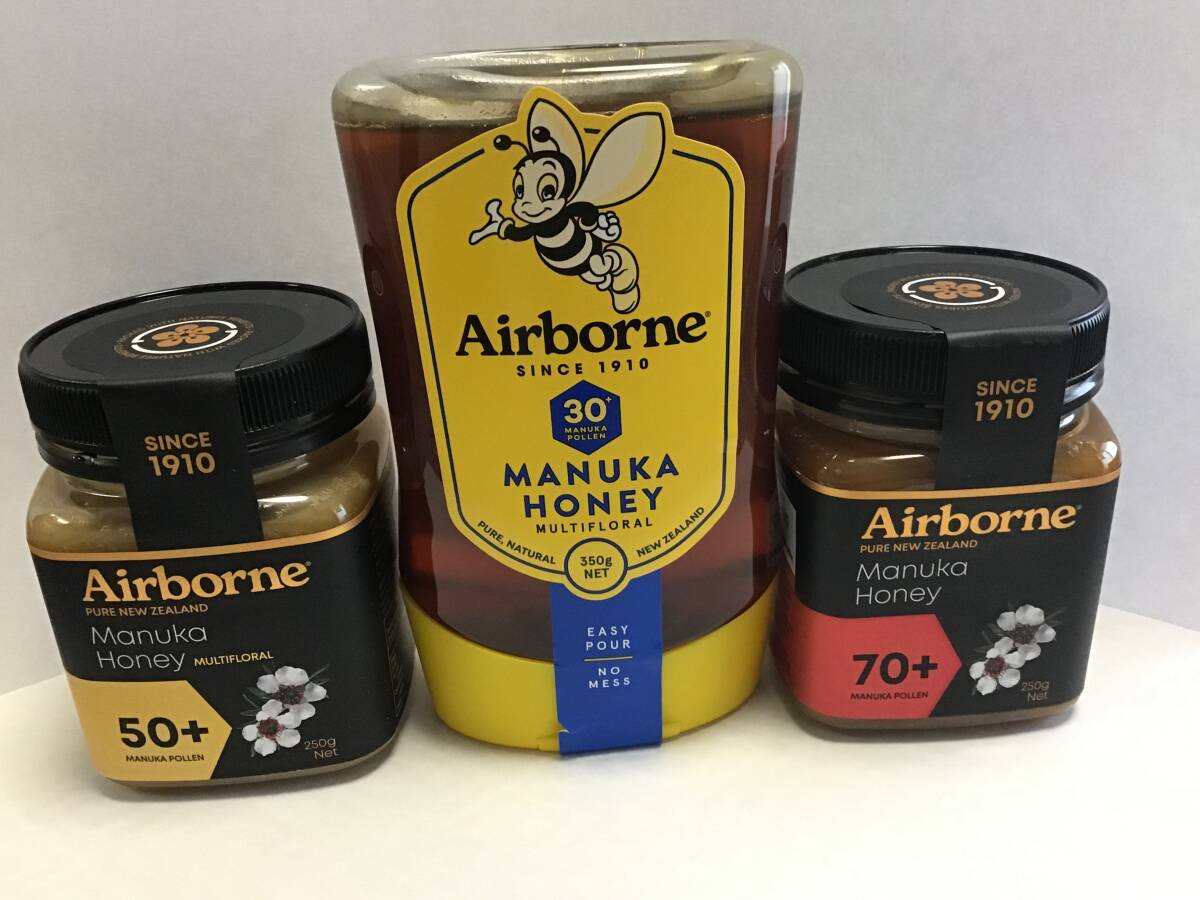 SINCE
1910
Airborne
PURE NEW ZEALAND
Manuka
Honey MULTIFLORAL
50+
MANUKA POLLEN
250g
Net
Airborne®
SINCE 1910
30+
MANUKA
POLLEN
MANUKA
HONEY
MULTIFLORAL
PURE, NATURAL
350g
NET
NEW ZEALAND
EASY
POUR
NO
MESS
SINCE
1910
Airborne
PURE NEW ZEALAND
Manuka
Honey
70+
MANUKA POLLEN
250g
Net